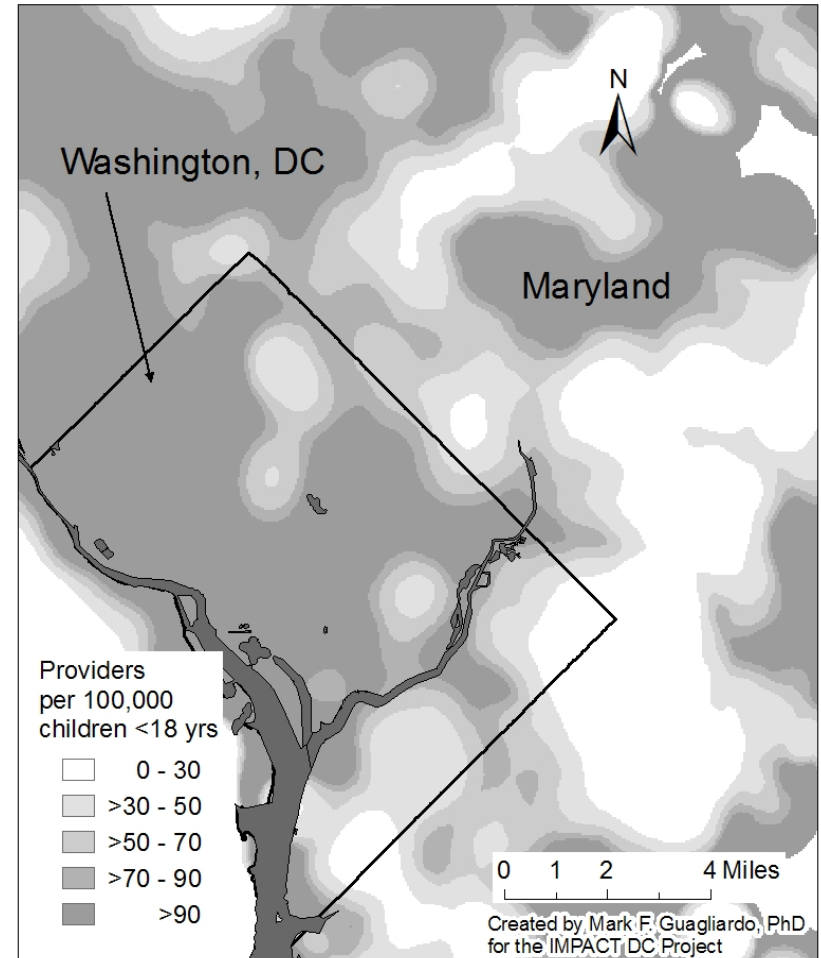 N
Washington, DC
Maryland
Providers
per 100,000
children <18 yrs
0 - 30
>30 - 50
>50 - 70
>70 - 90
>90
0 1 2 4 Miles
Created by Mark F. Guagliardo, PhD
for the IMPACT DC Project